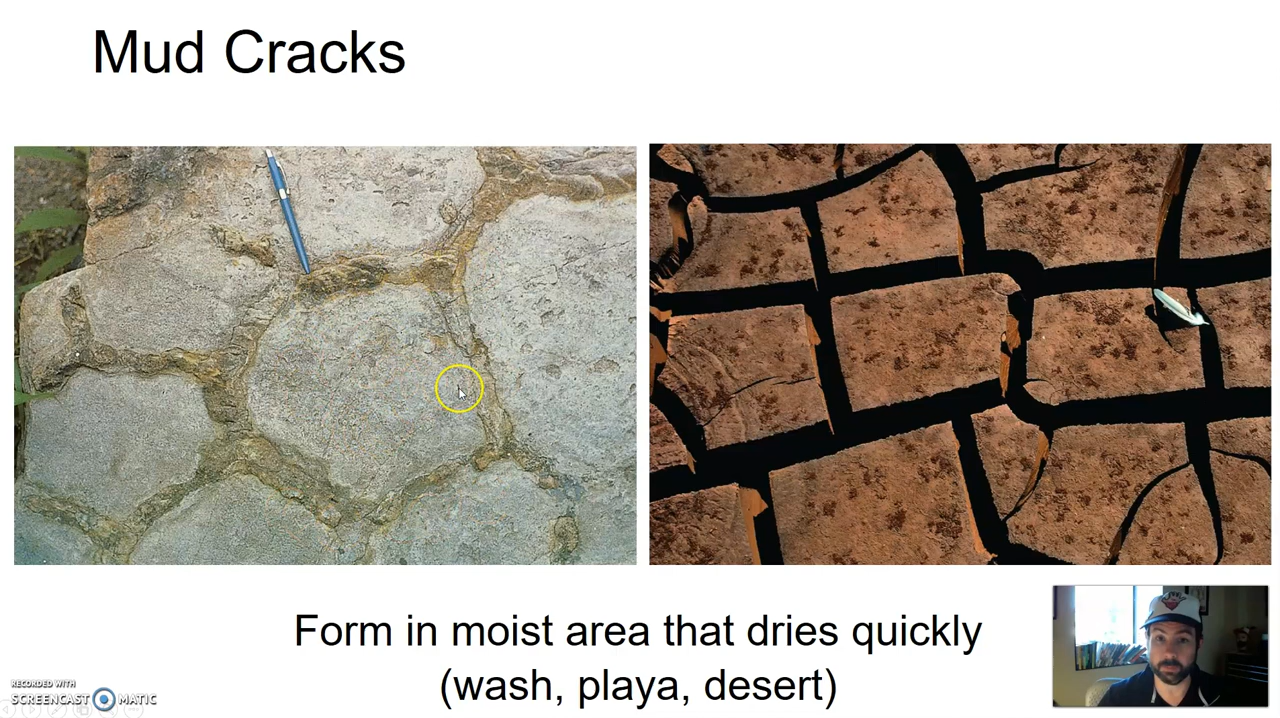 Mud Cracks
Form in moist area that dries quickly
(wash, playa, desert)
RECORDED WITH
SCREENCAST MATIC